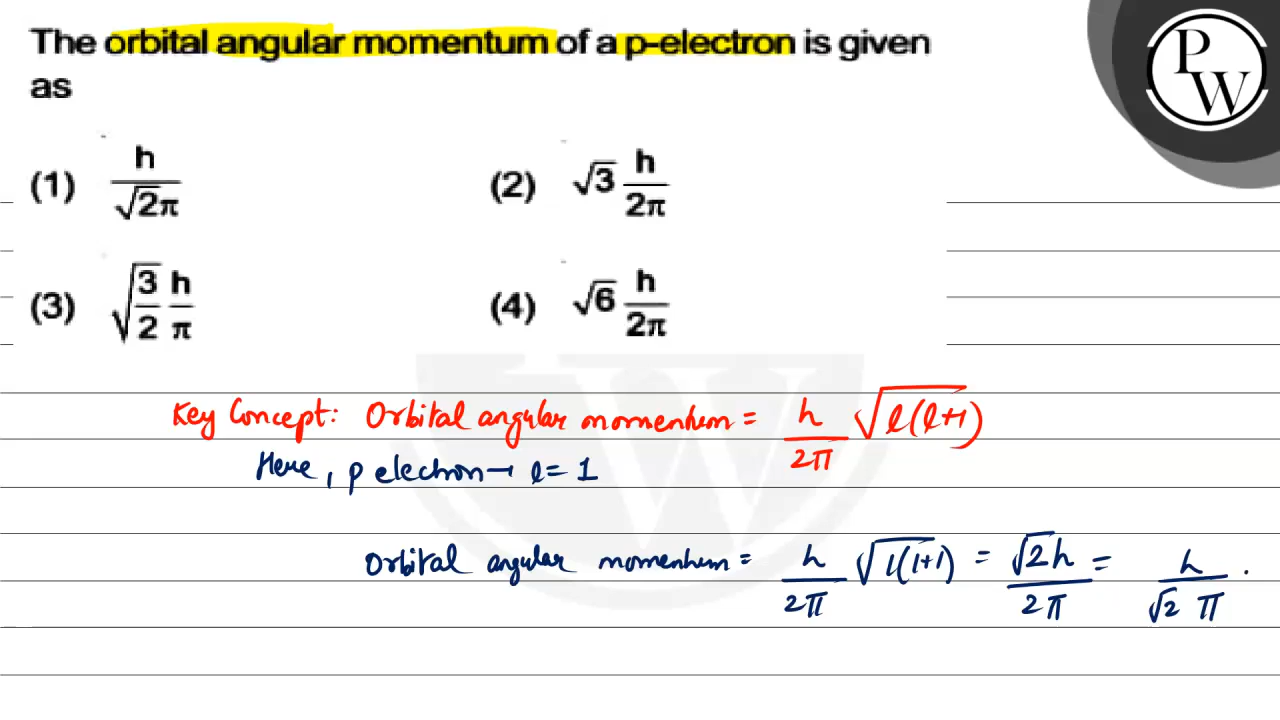 The orbital angular momentum of a p-electron is given
as
PW
(1) h/√2π (2) √3 h/2π
(3) √3/2 h/π (4) √6 h/2π
Key Concept: Orbital angular momentum = h/2π √l(l+1)
Here, p electron → l = 1
Orbital angular momentum = h/2π √1(1+1) = √2h/2π = h/√2 π .